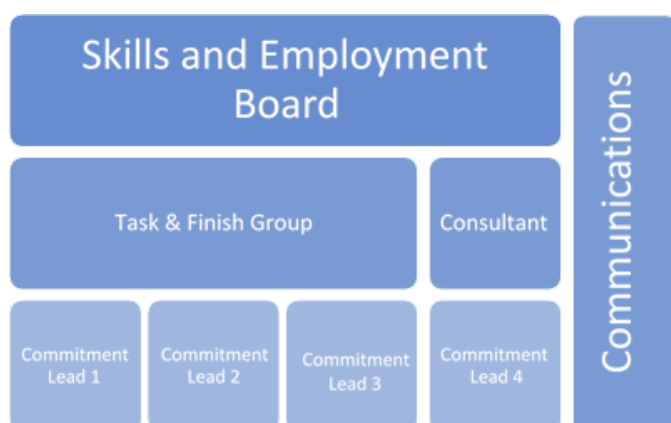 Skills and Employment
Board
Task & Finish Group
Consultant
Commitment
Lead 1
Commitment
Lead 2
Commitment
Lead 3
Commitment
Lead 4
Communications